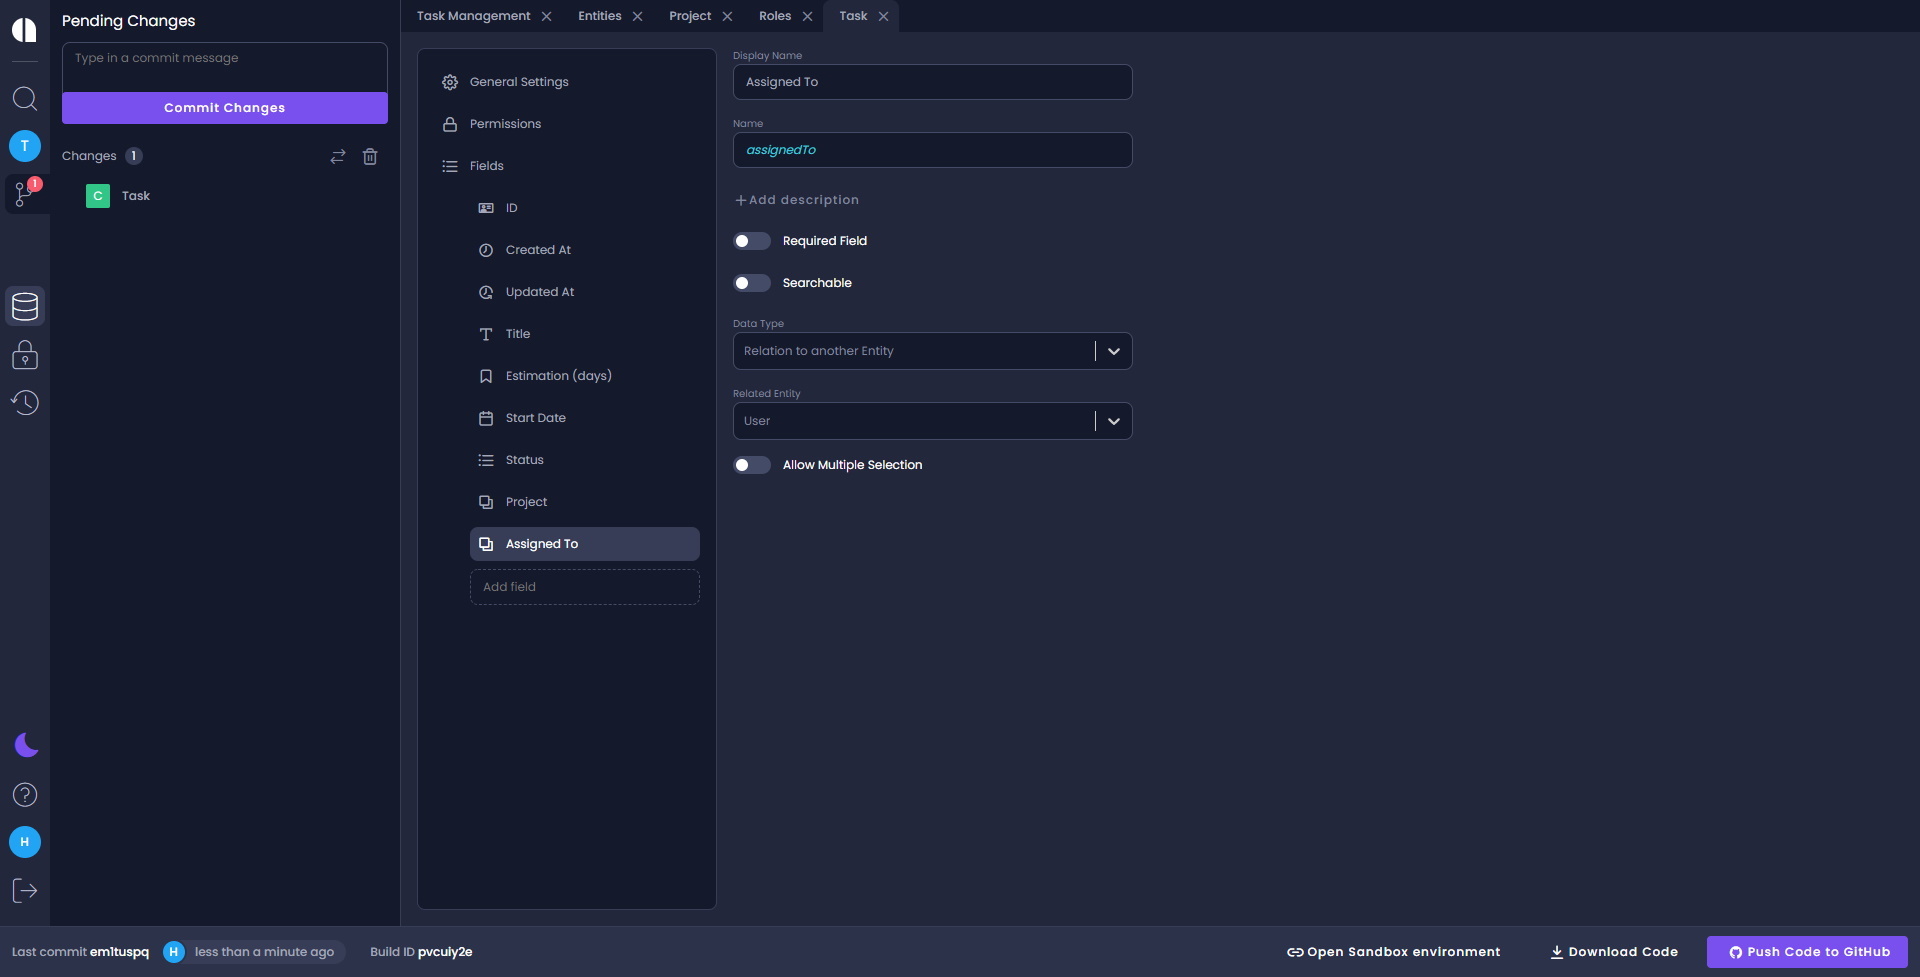 Pending Changes
Type in a commit message
Commit Changes
Changes 1
C Task
T
1
H
Task Management
Entities
Project
Roles
Task
General Settings
Permissions
Fields
ID
Created At
Updated At
Title
Estimation (days)
Start Date
Status
Project
Assigned To
Add field
Display Name
Assigned To
Name
assignedTo
Add description
Required Field
Searchable
Data Type
Relation to another Entity
Related Entity
User
Allow Multiple Selection
Last commit em1tuspq H less than a minute ago Build ID pvcuiy2e
Open Sandbox environment Download Code Push Code to GitHub